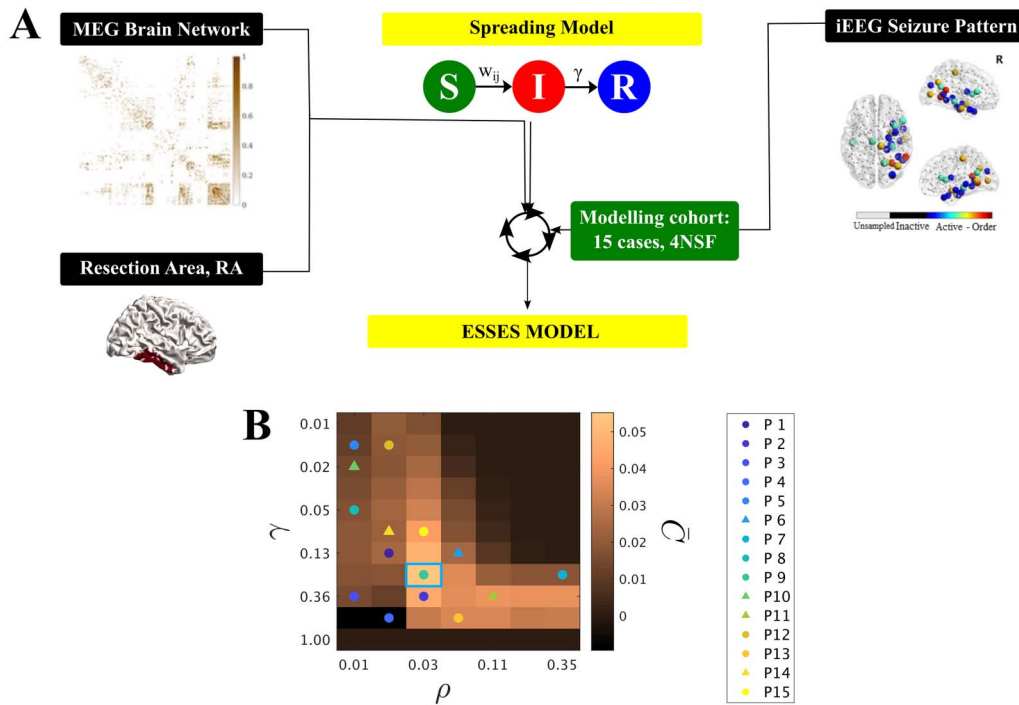 A
MEG Brain Network
Spreading Model
iEEG Seizure Pattern
S
w_ij
I
γ
R
1
0.8
0.6
0.4
0.2
0
R
Unsampled Inactive Active - Order
Modelling cohort:
15 cases, 4NSF
Resection Area, RA
ESSES MODEL
B
0.01
0.02
0.05
0.13
0.36
1.00
γ
0.01
0.03
0.11
0.35
ρ
0.05
0.04
0.03
0.02
0.01
0
C̄
P 1
P 2
P 3
P 4
P 5
P 6
P 7
P 8
P 9
P10
P11
P12
P13
P14
P15